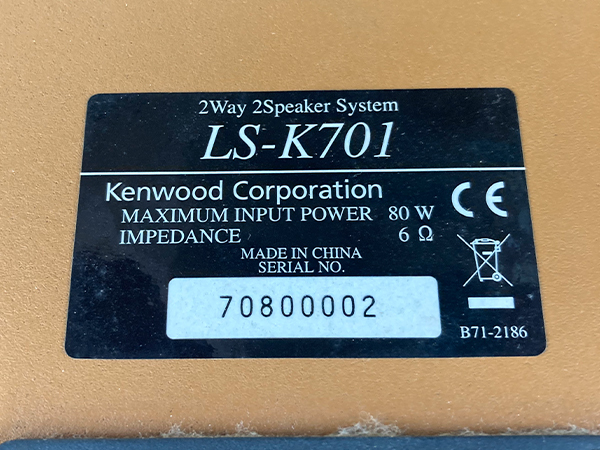 2Way 2Speaker System
LS-K701
Kenwood Corporation
MAXIMUM INPUT POWER 80 W
IMPEDANCE 6 Ω
MADE IN CHINA
SERIAL NO.
70800002
CE
B71-2186